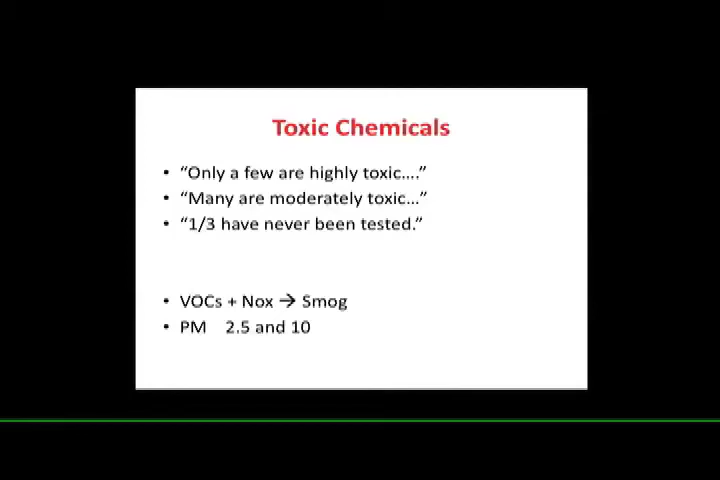 Toxic Chemicals
• “Only a few are highly toxic....”
• “Many are moderately toxic...”
• “1/3 have never been tested.”
• VOCs + Nox → Smog
• PM 2.5 and 10